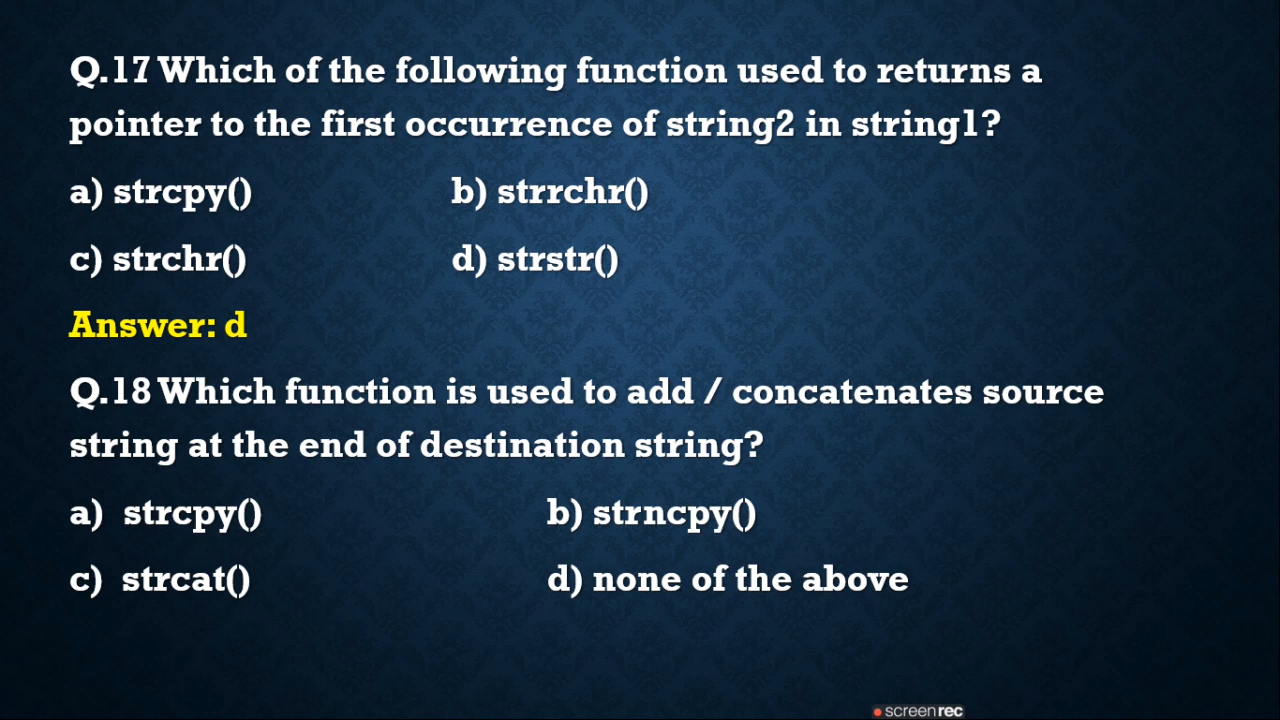 Q.17 Which of the following function used to returns a
pointer to the first occurrence of string2 in string1?
a) strcpy() b) strrchr()
c) strchr() d) strstr()
Answer: d
Q.18 Which function is used to add / concatenates source
string at the end of destination string?
a) strcpy() b) strncpy()
c) strcat() d) none of the above
screenrec